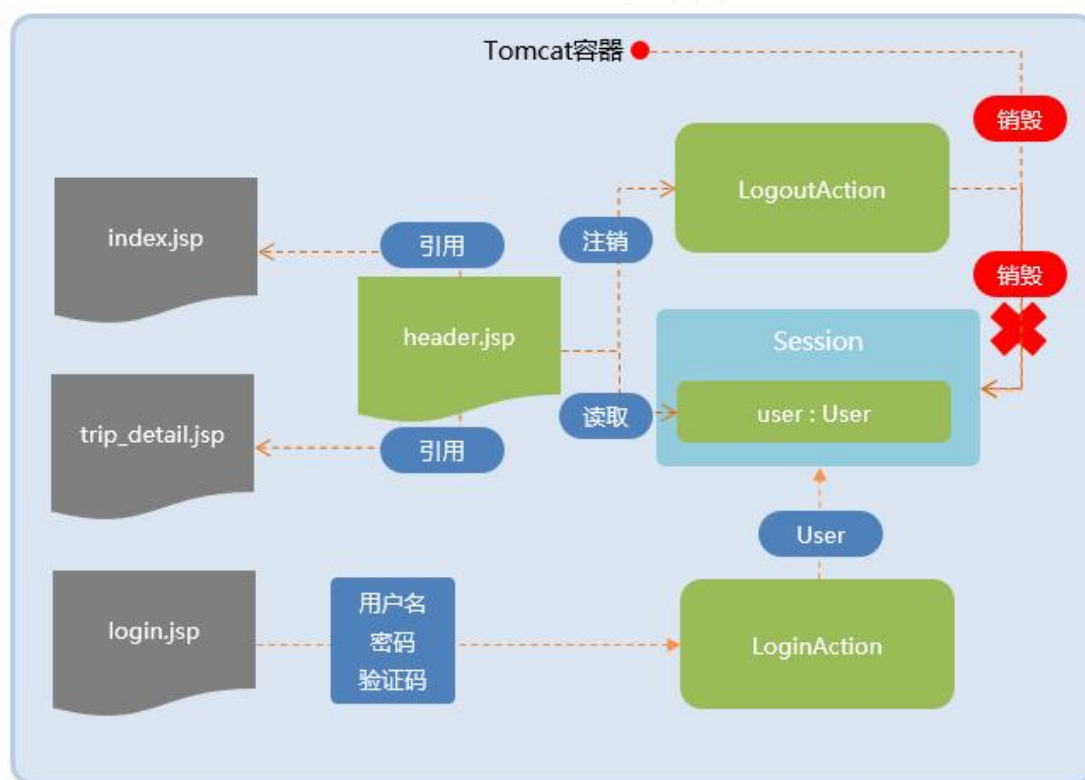 Tomcat容器
销毁
LogoutAction
index.jsp
引用
注销
销毁
header.jsp
Session
读取
user : User
trip_detail.jsp
引用
User
login.jsp
用户名
密码
验证码
LoginAction